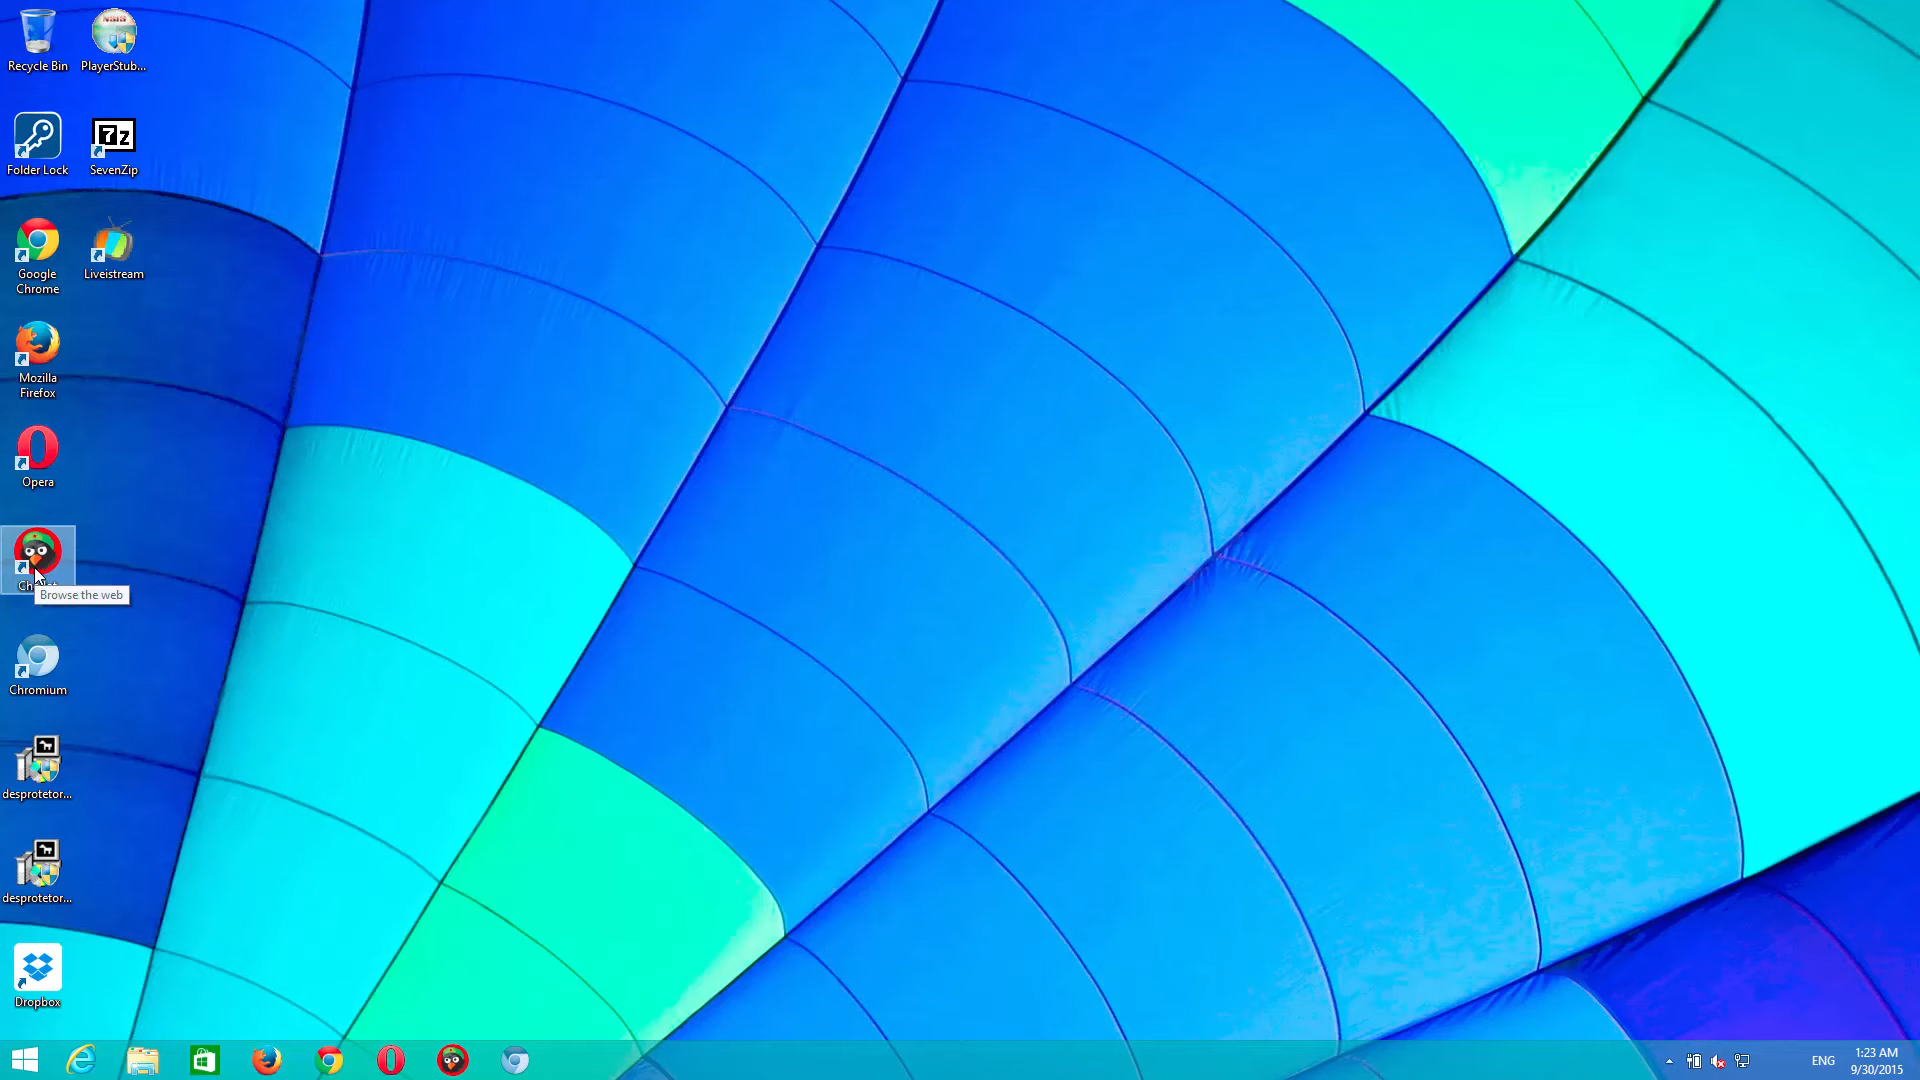 Recycle Bin
PlayerStub...
Folder Lock
7z
SevenZip
Google
Chrome
Liveistream
Mozilla
Firefox
Opera
Browse the web
Chromium
desprotetor...
desprotetor...
Dropbox
ENG
1:23 AM
9/30/2015